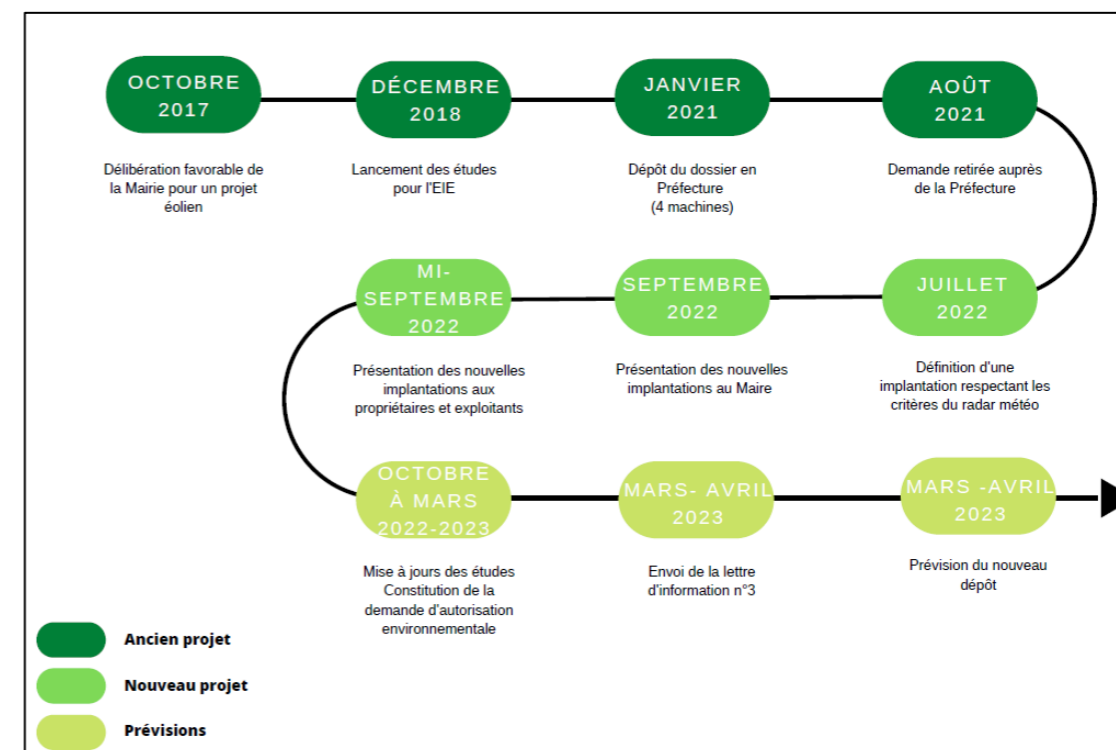 OCTOBRE
2017
Délibération favorable de
la Mairie pour un projet
éolien
DÉCEMBRE
2018
Lancement des études
pour l'EIE
JANVIER
2021
Dépôt du dossier en
Préfecture
(4 machines)
AOÛT
2021
Demande retirée auprès
de la Préfecture
JUILLET
2022
Définition d'une
implantation respectant les
critères du radar météo
SEPTEMBRE
2022
Présentation des nouvelles
implantations au Maire
MI-
SEPTEMBRE
2022
Présentation des nouvelles
implantations aux
propriétaires et exploitants
OCTOBRE
À MARS
2022-2023
Mise à jours des études
Constitution de la
demande d'autorisation
environnementale
MARS- AVRIL
2023
Envoi de la lettre
d'information n°3
MARS -AVRIL
2023
Prévision du nouveau
dépôt
Ancien projet
Nouveau projet
Prévisions